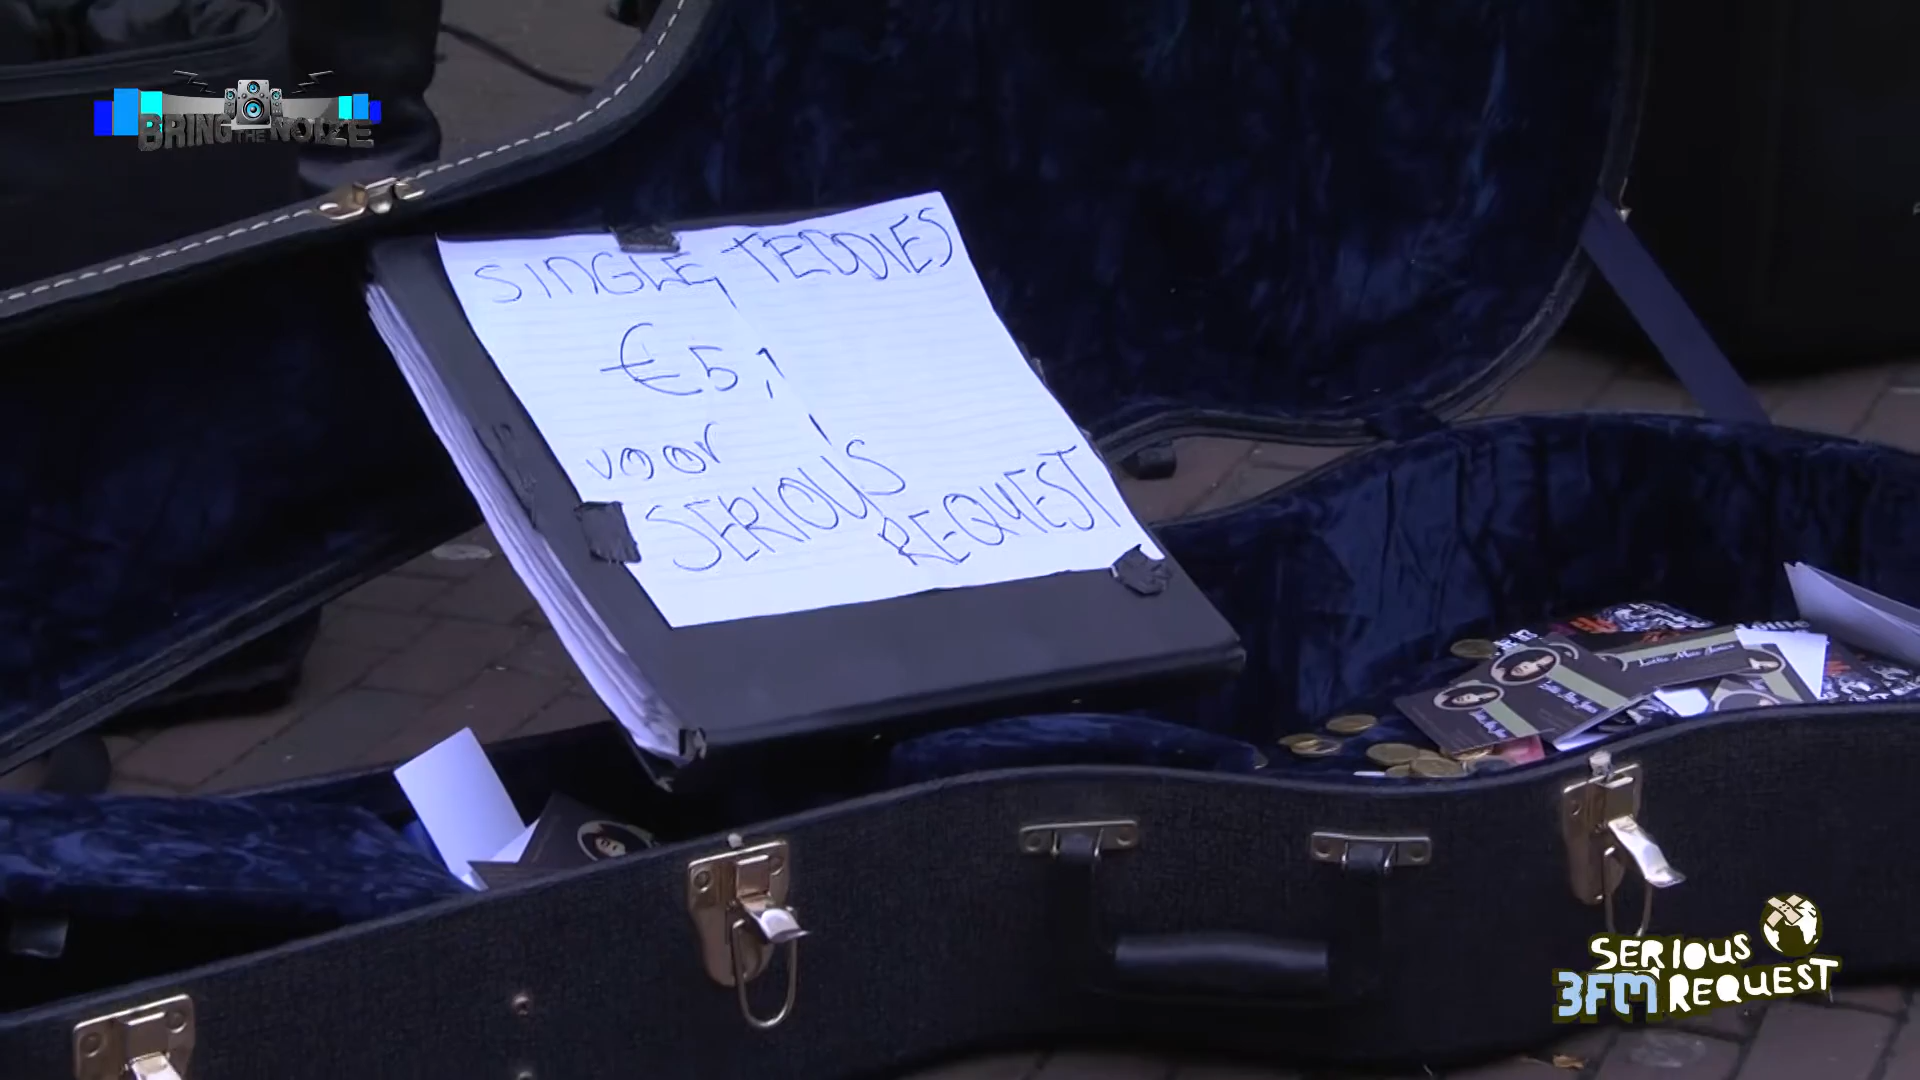 BRING THE NOIZE
SINGLE, TEDDIES
€5,-
voor
SERIOUS
REQUEST
SERIOUS
3FM REQUEST